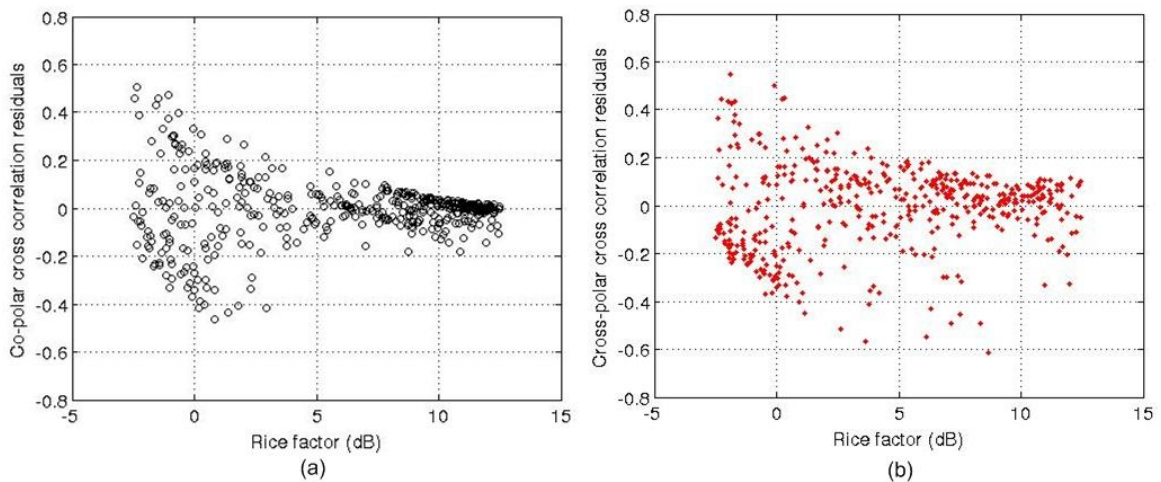 0.8
0.6
0.4
0.2
0
-0.2
-0.4
-0.6
-0.8
Co-polar cross correlation residuals
-5 0 5 10 15
Rice factor (dB)
(a)
0.8
0.6
0.4
0.2
0
-0.2
-0.4
-0.6
-0.8
Cross-polar cross correlation residuals
-5 0 5 10 15
Rice factor (dB)
(b)